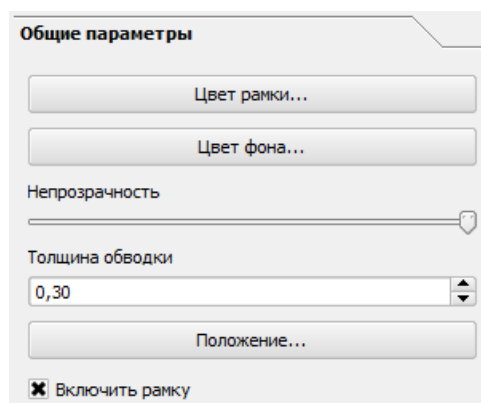 Общие параметры
Цвет рамки...
Цвет фона...
Непрозрачность
Толщина обводки
0,30
Положение...
Включить рамку